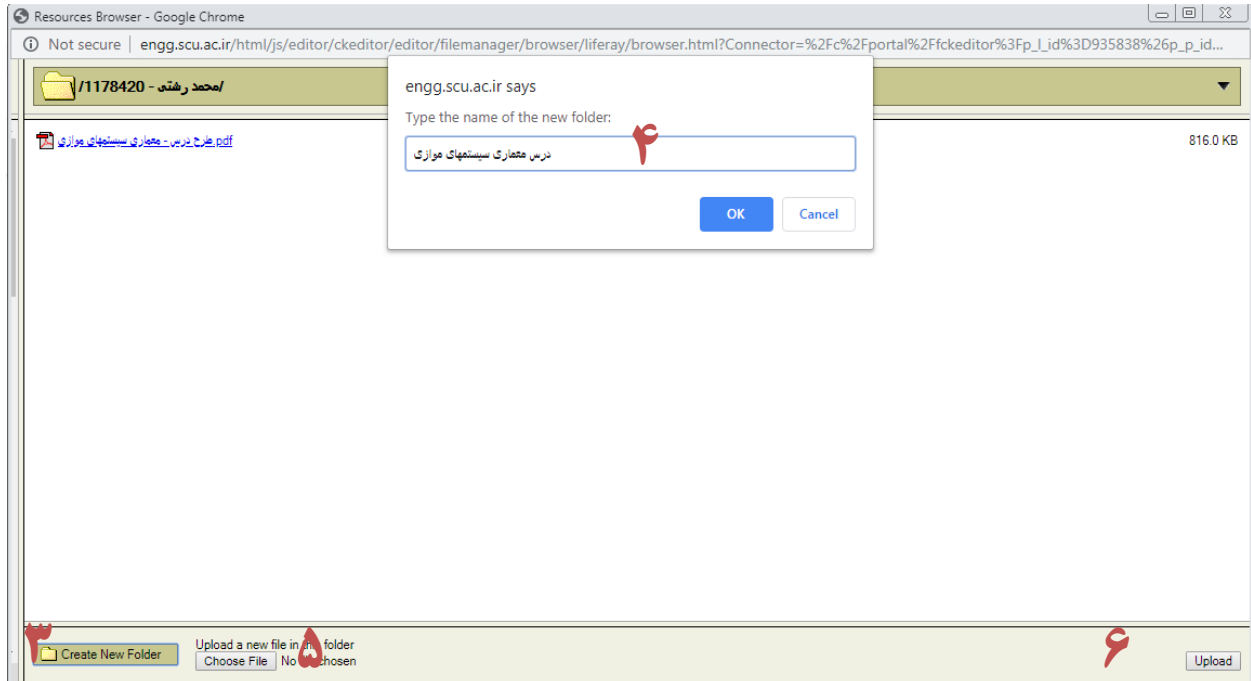 Resources Browser - Google Chrome
Not secure | engg.scu.ac.ir/html/js/editor/ckeditor/editor/filemanager/browser/liferay/browser.html?Connector=%2Fc%2Fportal%2Ffckeditor%3Fp_l_id%3D935838%26p_p_id...
/محمد رشتی - 1178420/
engg.scu.ac.ir says
Type the name of the new folder:
۴
درس معماری سیستمهای موازی
OK Cancel
طرح درس - معماری سیستمهای موازی.pdf
816.0 KB
۳
Create New Folder
Upload a new file in folder
۵
Choose File No chosen
۶
Upload